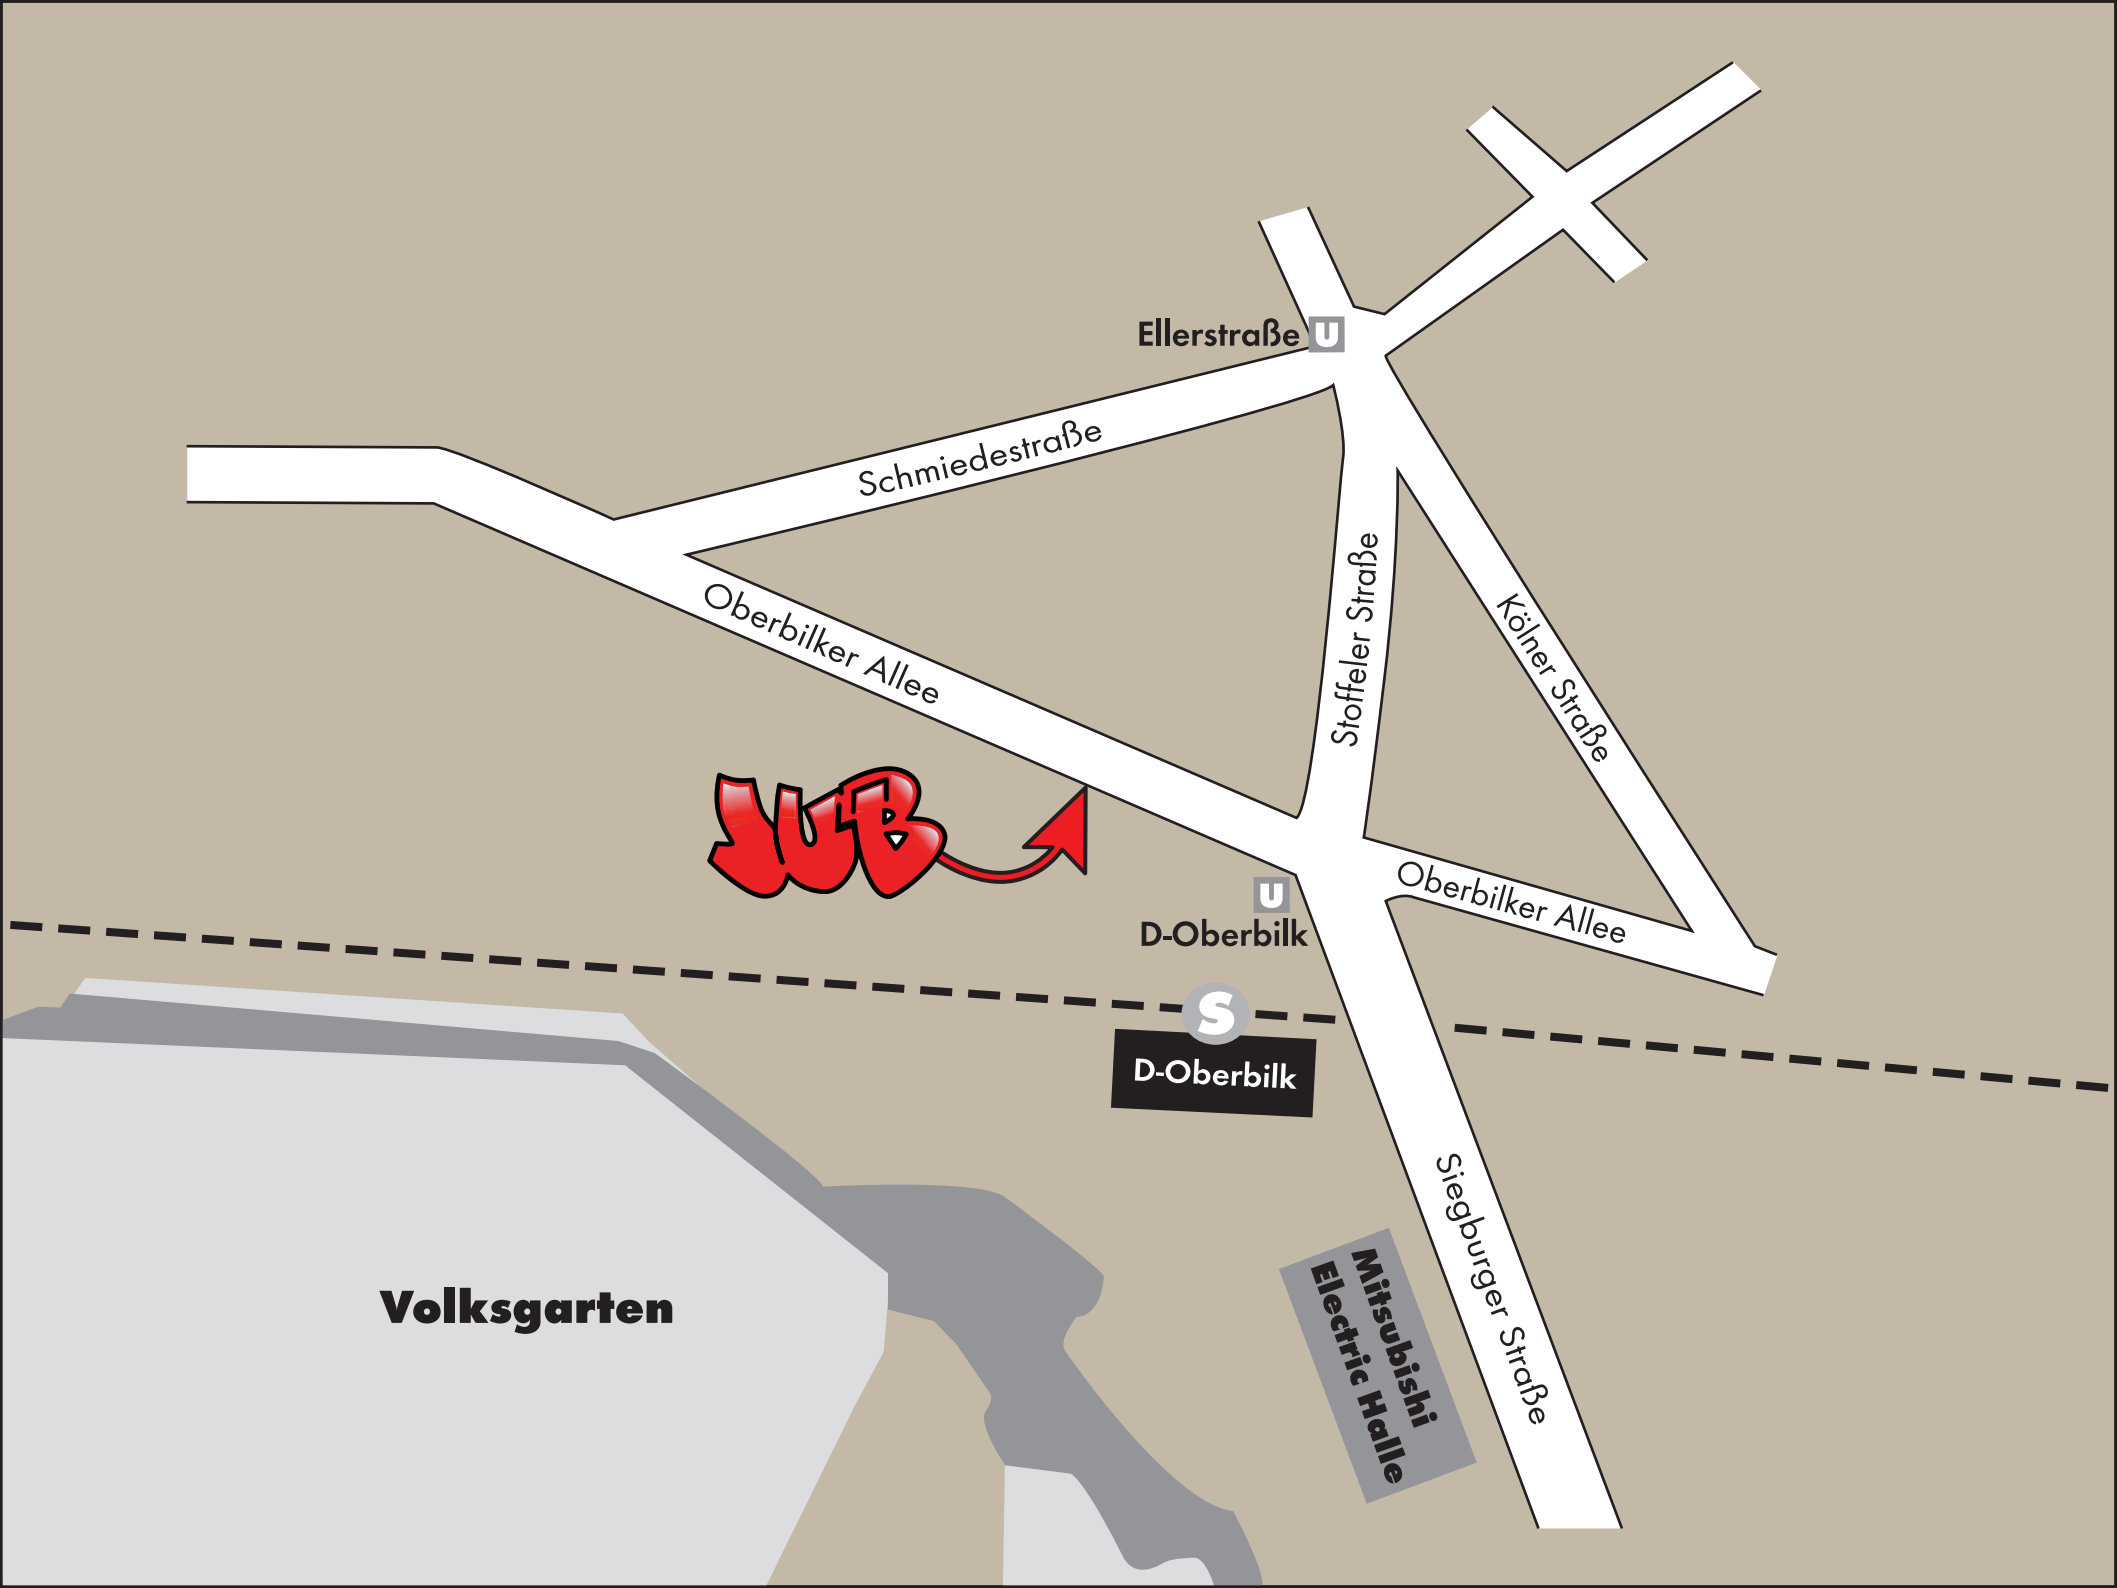 Ellerstraße U
Schmiedestraße
Oberbilker Allee
Stoffeler Straße
Kölner Straße
JUB
Oberbilker Allee
U
D-Oberbilk
S
D-Oberbilk
Siegburger Straße
Mitsubishi
Electric Halle
Volksgarten